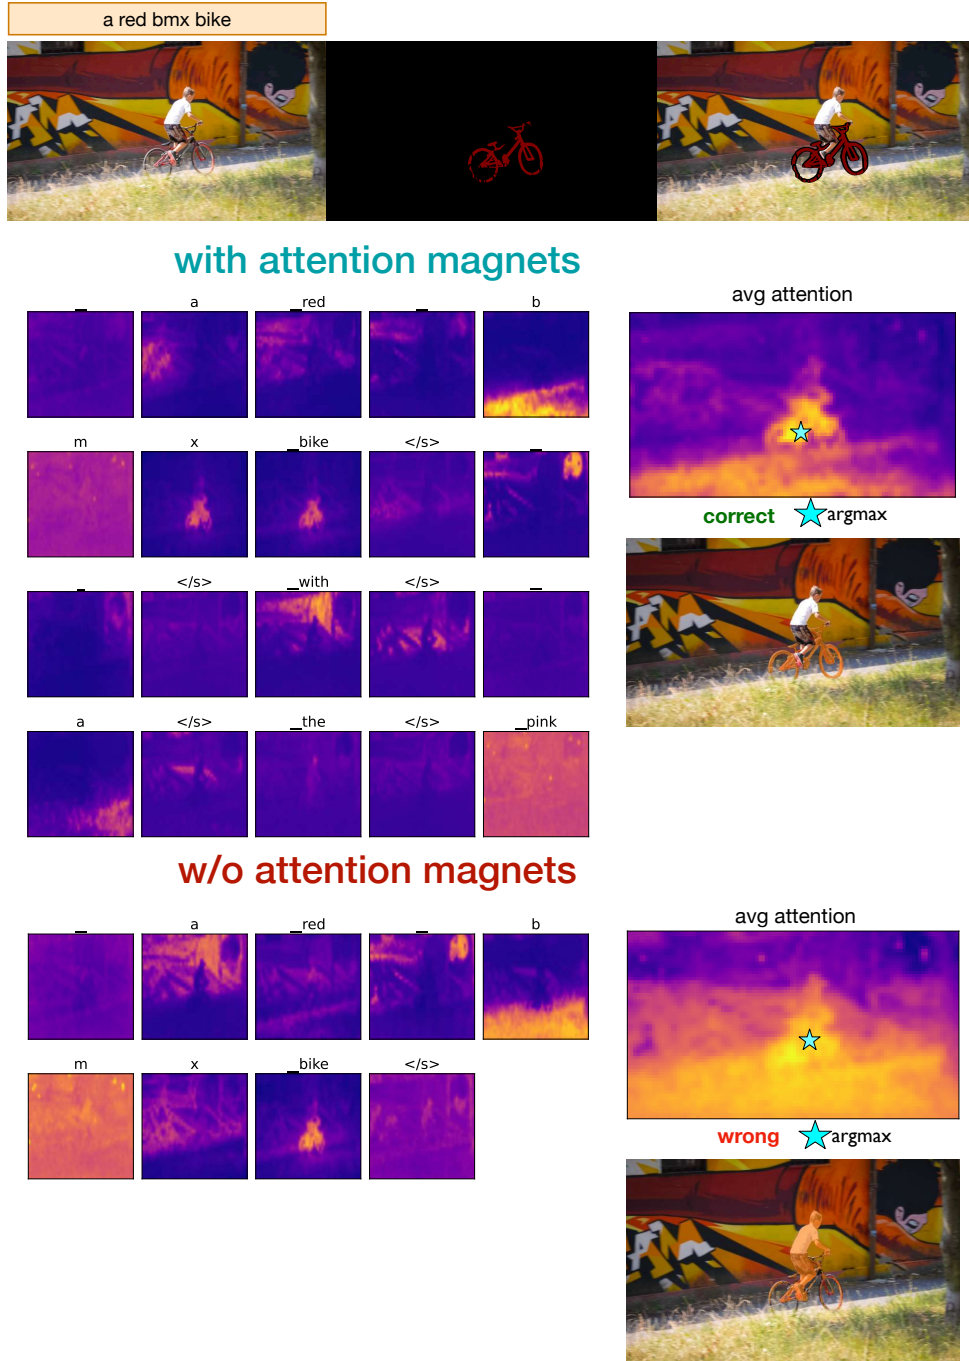 a red bmx bike
with attention magnets
_ a _red _ b
avg attention
m x _bike </s> _
correct argmax
. </s> _with </s> _
a </s> _the </s> _pink
w/o attention magnets
_ a _red _ b
avg attention
m x _bike </s>
wrong argmax